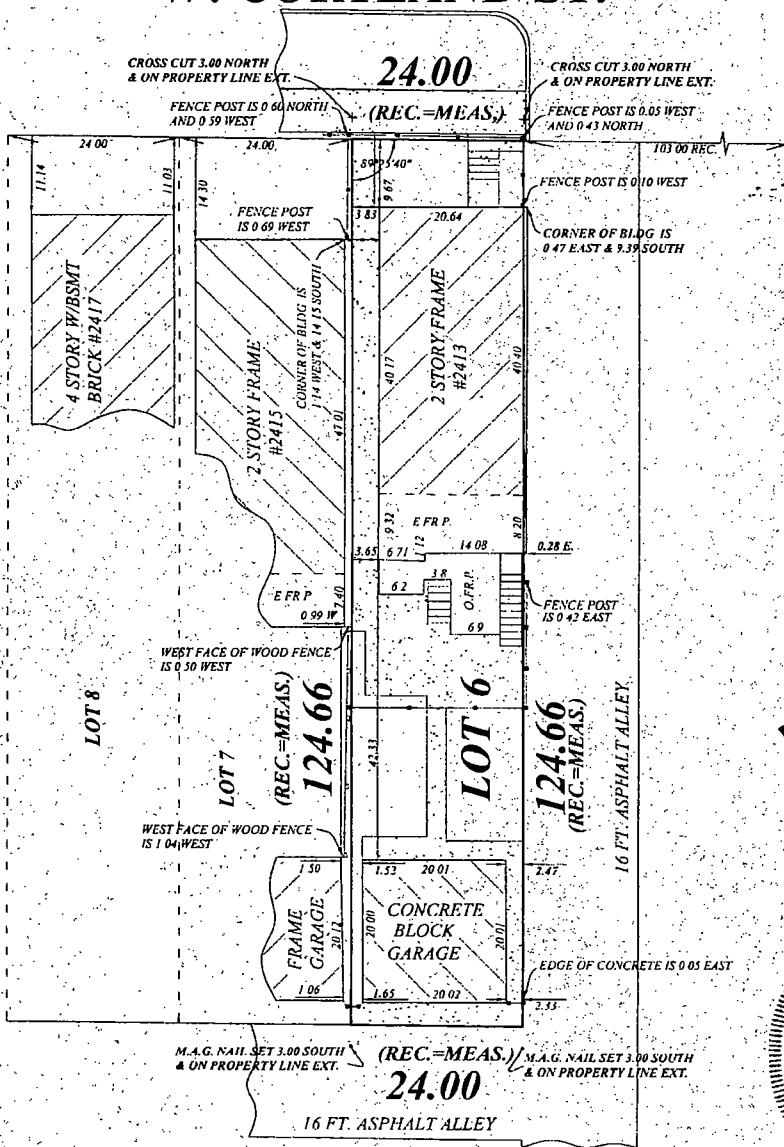 W. CORTLAND ST.
CROSS CUT 3.00 NORTH
& ON PROPERTY LINE EXT.
24.00
(REC.=MEAS.)
CROSS CUT 3.00 NORTH
& ON PROPERTY LINE EXT.
FENCE POST IS 0 60 NORTH
AND 0 59 WEST
FENCE POST IS 0.05 WEST
AND 0 43 NORTH
24 00
24.00
103 00 REC.
89°25'40"
11.14
11 03
14 30
9 67
FENCE POST IS 0 10 WEST
FENCE POST
IS 0 69 WEST
3.83
20.64
CORNER OF BLDG IS
0 47 EAST & 9.39 SOUTH
4 STORY W/BSMT
BRICK #2417
2 STORY FRAME
#2415
CORNER OF BLDG IS
1 14 WEST & 14 15 SOUTH
47.01
40 17
2 STORY FRAME
#2413
40.40
9 32
E FR P.
8 20
3.65
6 71
1 12
14 08
0.28 E.
E FR P
7.40
0 99 W
6 2
3 8
O.FR.P.
6 9
FENCE POST
IS 0 42 EAST
WEST FACE OF WOOD FENCE
IS 0 50 WEST
LOT 8
LOT 7
(REC.=MEAS.)
124.66
42.33
LOT 6
124.66
(REC.=MEAS.)
16 FT. ASPHALT ALLEY
WEST FACE OF WOOD FENCE
IS 1 04 WEST
1 50
1.53
20 01
2.47
FRAME
GARAGE
20 12
20 00
CONCRETE
BLOCK
GARAGE
20 01
EDGE OF CONCRETE IS 0 05 EAST
1 06
1.65
20 02
2.33
M.A.G. NAIL SET 3.00 SOUTH
& ON PROPERTY LINE EXT.
(REC.=MEAS.)
24.00
M.A.G. NAIL SET 3.00 SOUTH
& ON PROPERTY LINE EXT.
16 FT. ASPHALT ALLEY